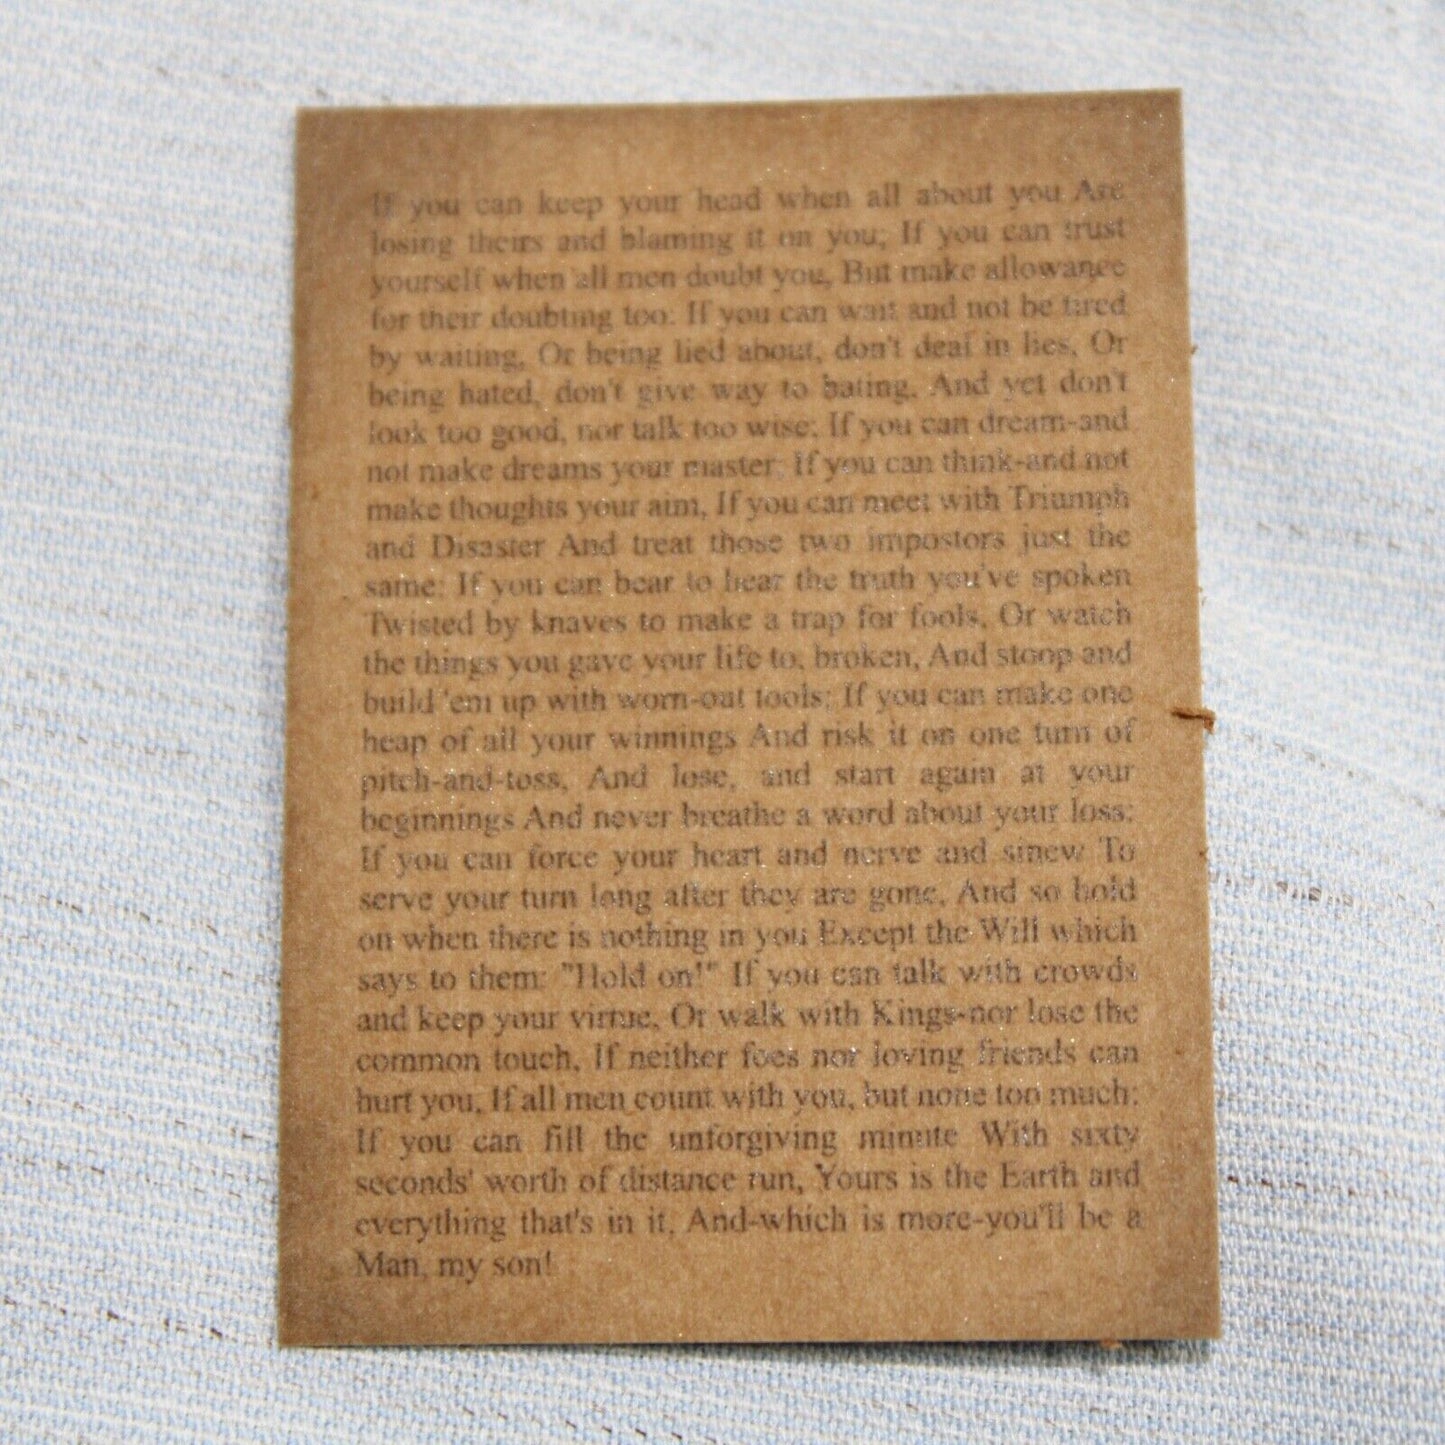 If you can keep your head when all about you Are
losing theirs and blaming it on you; If you can trust
yourself when all men doubt you, But make allowance
for their doubting too: If you can wait and not be tired
by waiting, Or being lied about, don't deal in lies, Or
being hated, don't give way to hating, And yet don't
look too good, nor talk too wise; If you can dream-and
not make dreams your master; If you can think-and not
make thoughts your aim, If you can meet with Triumph
and Disaster And treat those two impostors just the
same: If you can bear to hear the truth you've spoken
Twisted by knaves to make a trap for fools, Or watch
the things you gave your life to, broken, And stoop and
build 'em up with worn-out tools; If you can make one
heap of all your winnings And risk it on one turn of
pitch-and-toss, And lose, and start again at your
beginnings And never breathe a word about your loss:
If you can force your heart and nerve and sinew To
serve your turn long after they are gone, And so hold
on when there is nothing in you Except the Will which
says to them: "Hold on!" If you can talk with crowds
and keep your virtue, Or walk with Kings-nor lose the
common touch, If neither foes nor loving friends can
hurt you, If all men count with you, but none too much:
If you can fill the unforgiving minute With sixty
seconds' worth of distance run, Yours is the Earth and
everything that's in it, And-which is more-you'll be a
Man, my son!